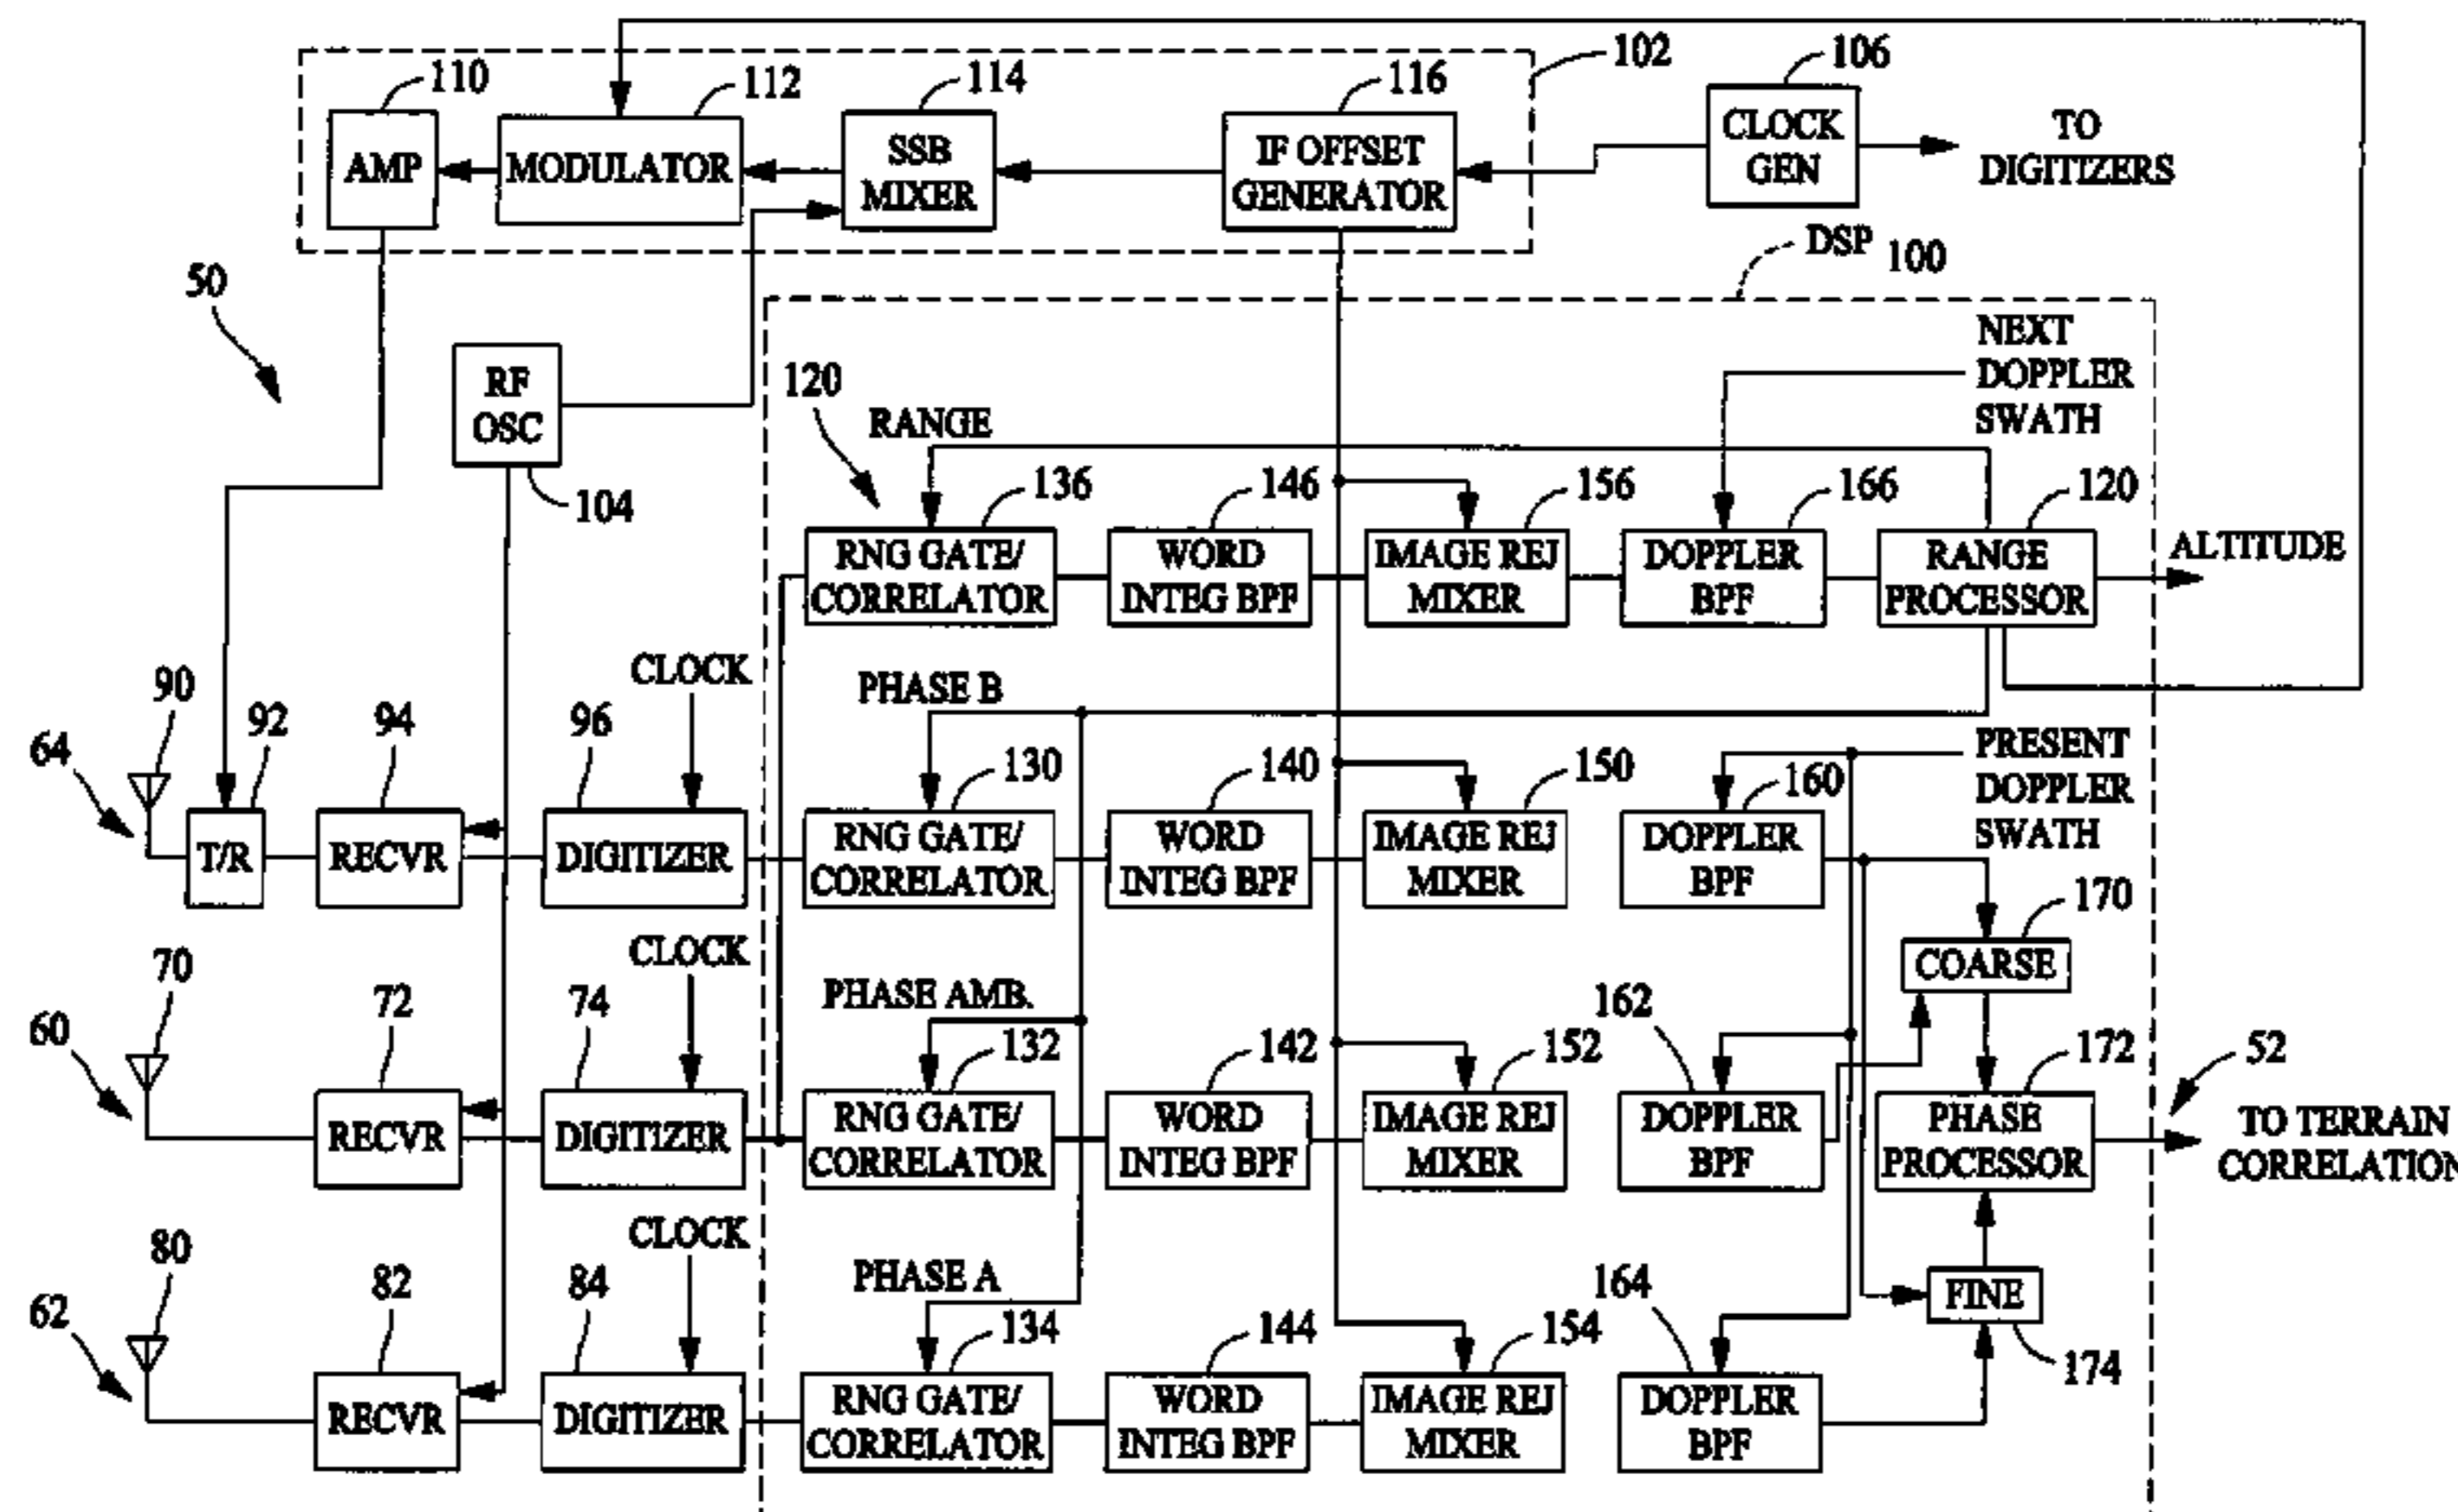 110
112
114
116
102
106
AMP
MODULATOR
SSB
MIXER
IF OFFSET
GENERATOR
CLOCK
GEN
TO
DIGITIZERS
DSP 100
50
RF
OSC
104
120
RANGE
NEXT
DOPPLER
SWATH
136
146
156
166
120
RNG GATE/
CORRELATOR
WORD
INTEG BPF
IMAGE REJ
MIXER
DOPPLER
BPF
RANGE
PROCESSOR
ALTITUDE
90
64
92
94
96
CLOCK
PHASE B
130
140
150
160
PRESENT
DOPPLER
SWATH
T/R
RECVR
DIGITIZER
RNG GATE/
CORRELATOR
WORD
INTEG BPF
IMAGE REJ
MIXER
DOPPLER
BPF
170
COARSE
70
60
72
74
CLOCK
PHASE AMB.
132
142
152
162
172
52
RECVR
DIGITIZER
RNG GATE/
CORRELATOR
WORD
INTEG BPF
IMAGE REJ
MIXER
DOPPLER
BPF
PHASE
PROCESSOR
TO TERRAIN
CORRELATION
80
62
82
84
CLOCK
PHASE A
134
144
154
164
FINE
174
RECVR
DIGITIZER
RNG GATE/
CORRELATOR
WORD
INTEG BPF
IMAGE REJ
MIXER
DOPPLER
BPF